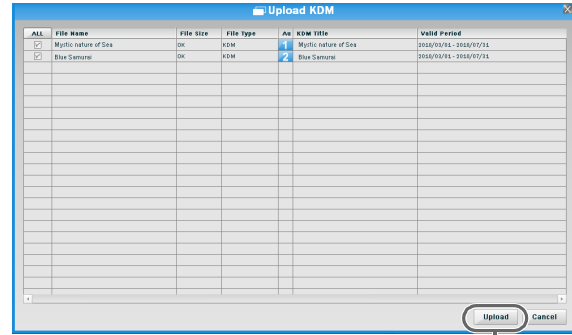 Upload KDM
ALL File Name File Size File Type Au KDM Title Valid Period
Mystic nature of Sea 0K KDM 1 Mystic nature of Sea 2018/03/01 - 2018/07/31
Blue Samurai 0K KDM 2 Blue Samurai 2018/03/01 - 2018/07/31
Upload Cancel